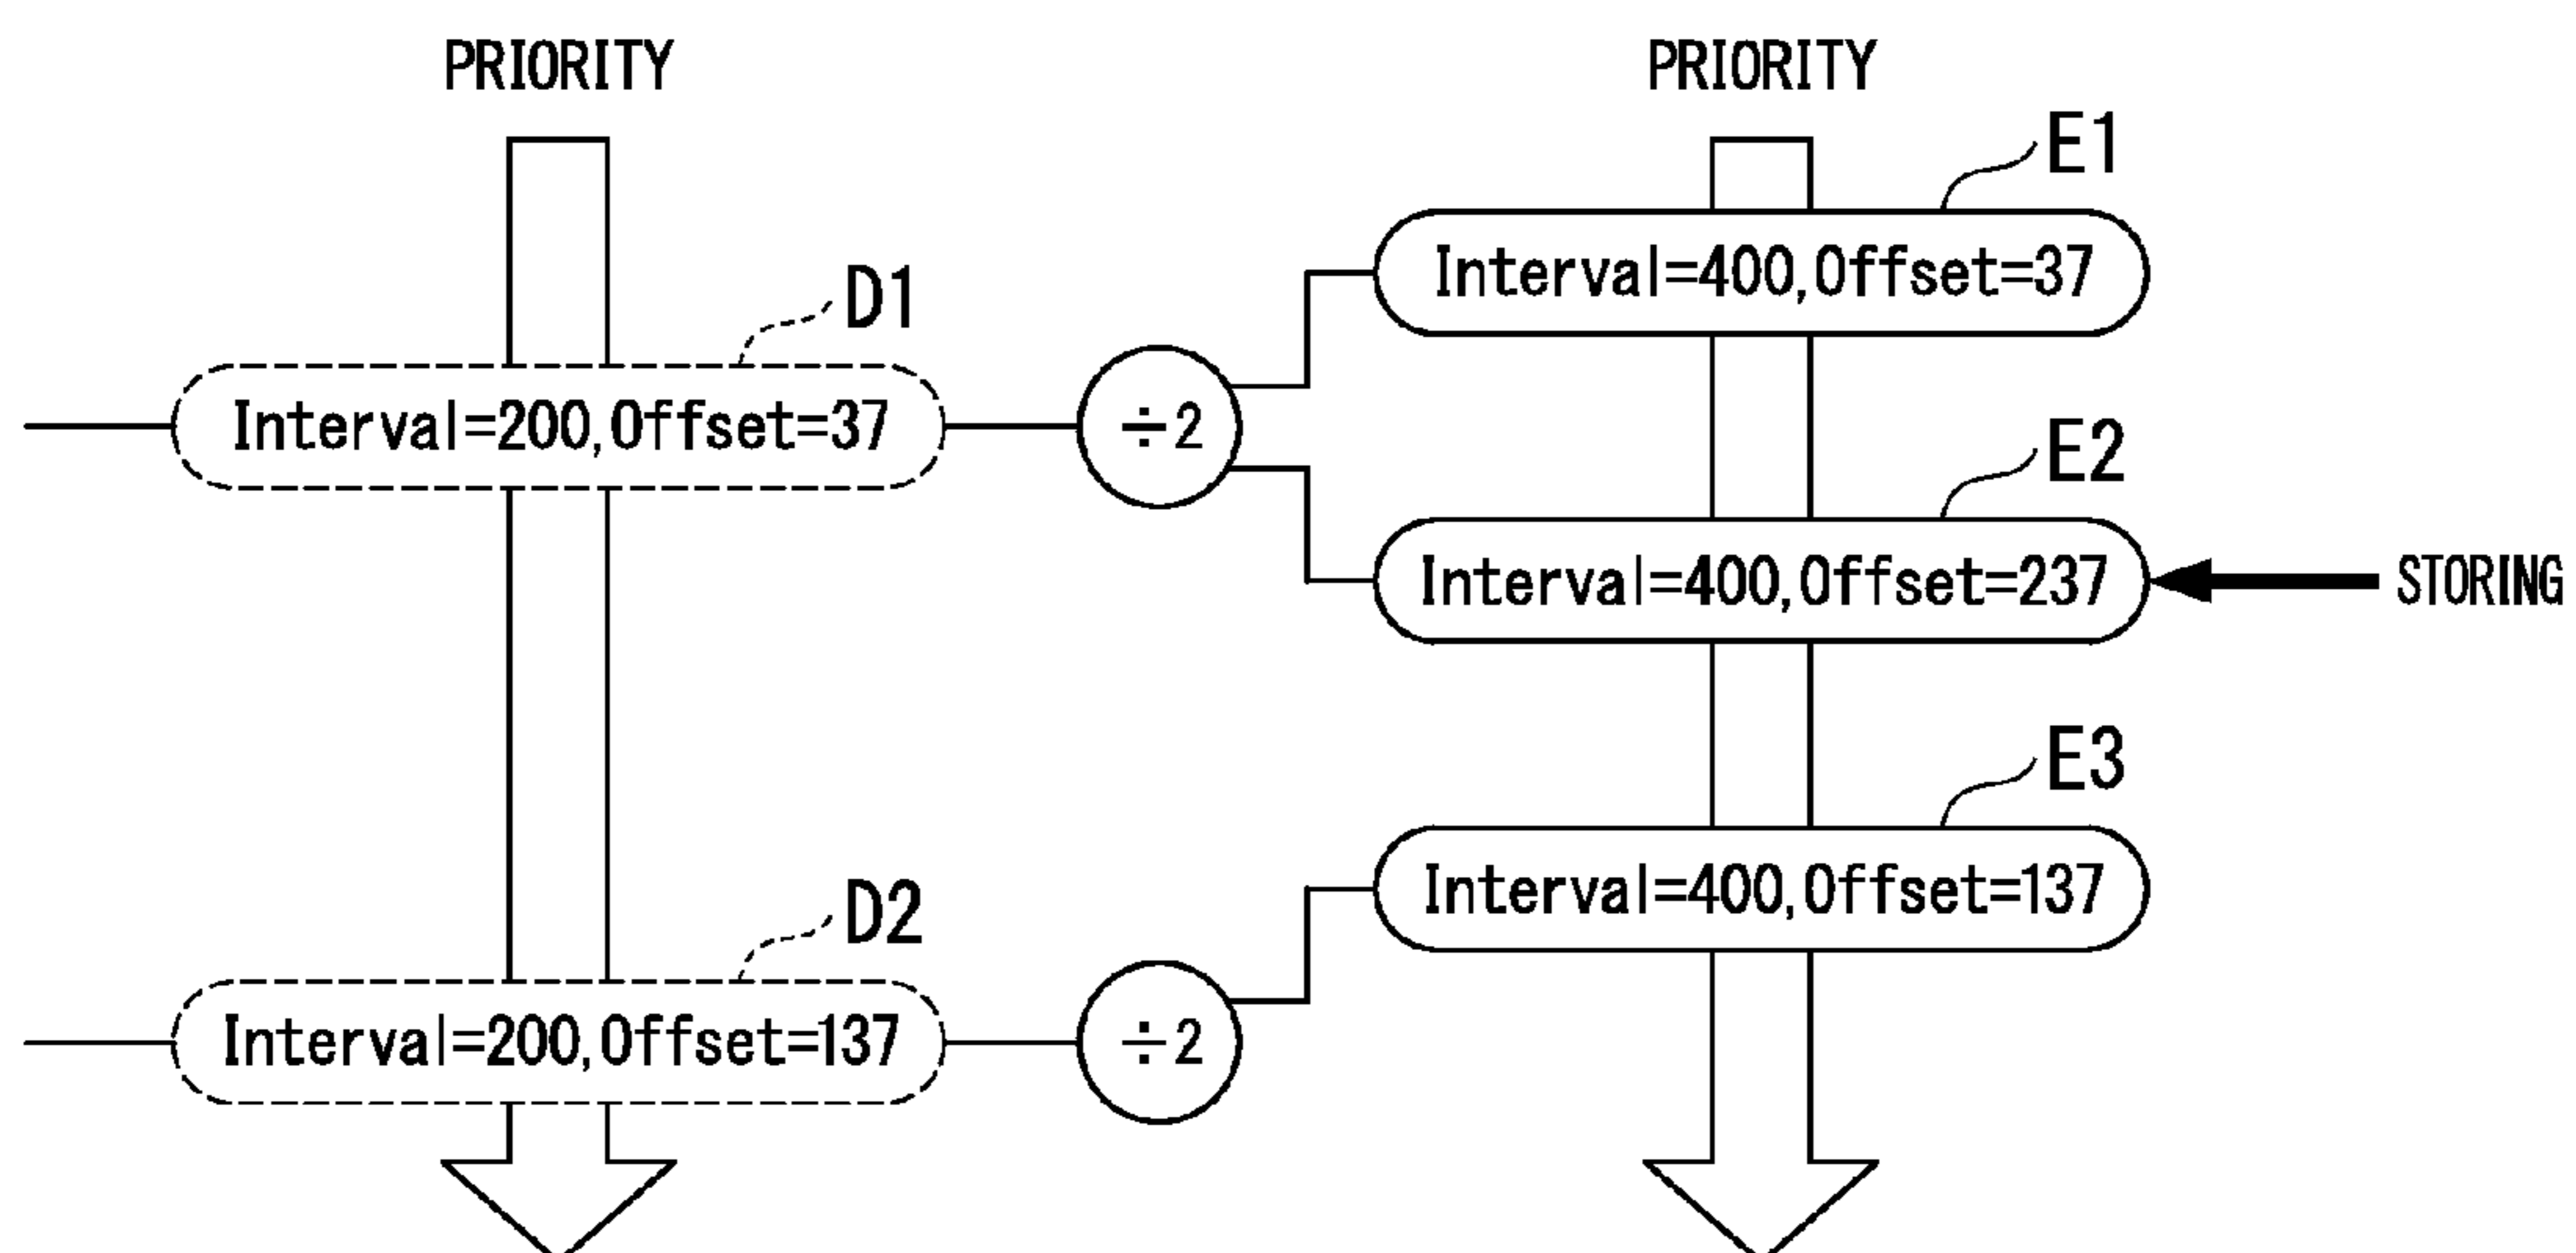 PRIORITY
PRIORITY
E1
Interval=400,Offset=37
D1
Interval=200,Offset=37
÷2
E2
Interval=400,Offset=237
STORING
E3
Interval=400,Offset=137
D2
Interval=200,Offset=137
÷2